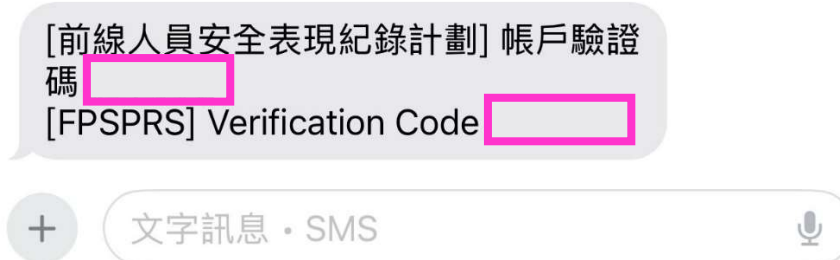 [前線人員安全表現紀錄計劃] 帳戶驗證
碼
[FPSPRS] Verification Code
文字訊息・SMS